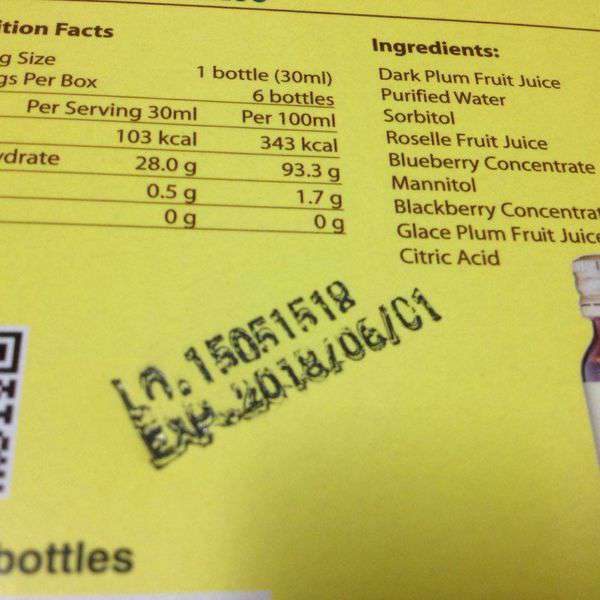 ition Facts
g Size 1 bottle (30ml)
gs Per Box 6 bottles
Per Serving 30ml Per 100ml
103 kcal 343 kcal
ydrate 28.0 g 93.3 g
0.5 g 1.7 g
0 g 0 g
Ingredients:
Dark Plum Fruit Juice
Purified Water
Sorbitol
Roselle Fruit Juice
Blueberry Concentrate
Mannitol
Blackberry Concentrat
Glace Plum Fruit Juice
Citric Acid
15051518
EXP. 2018/06/01
bottles